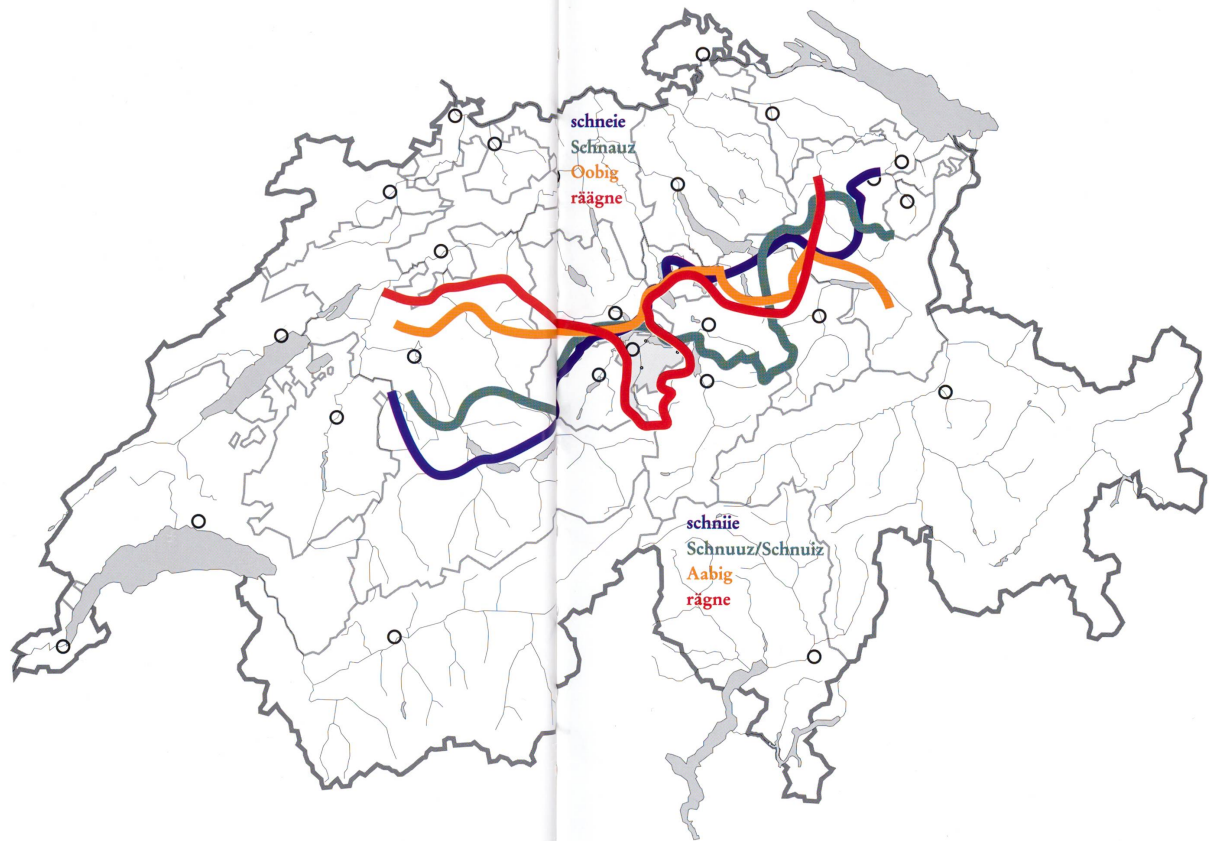 schneie
Schnauz
Oobig
räägne
schniie
Schnuuz/Schnuiz
Aabig
rägne